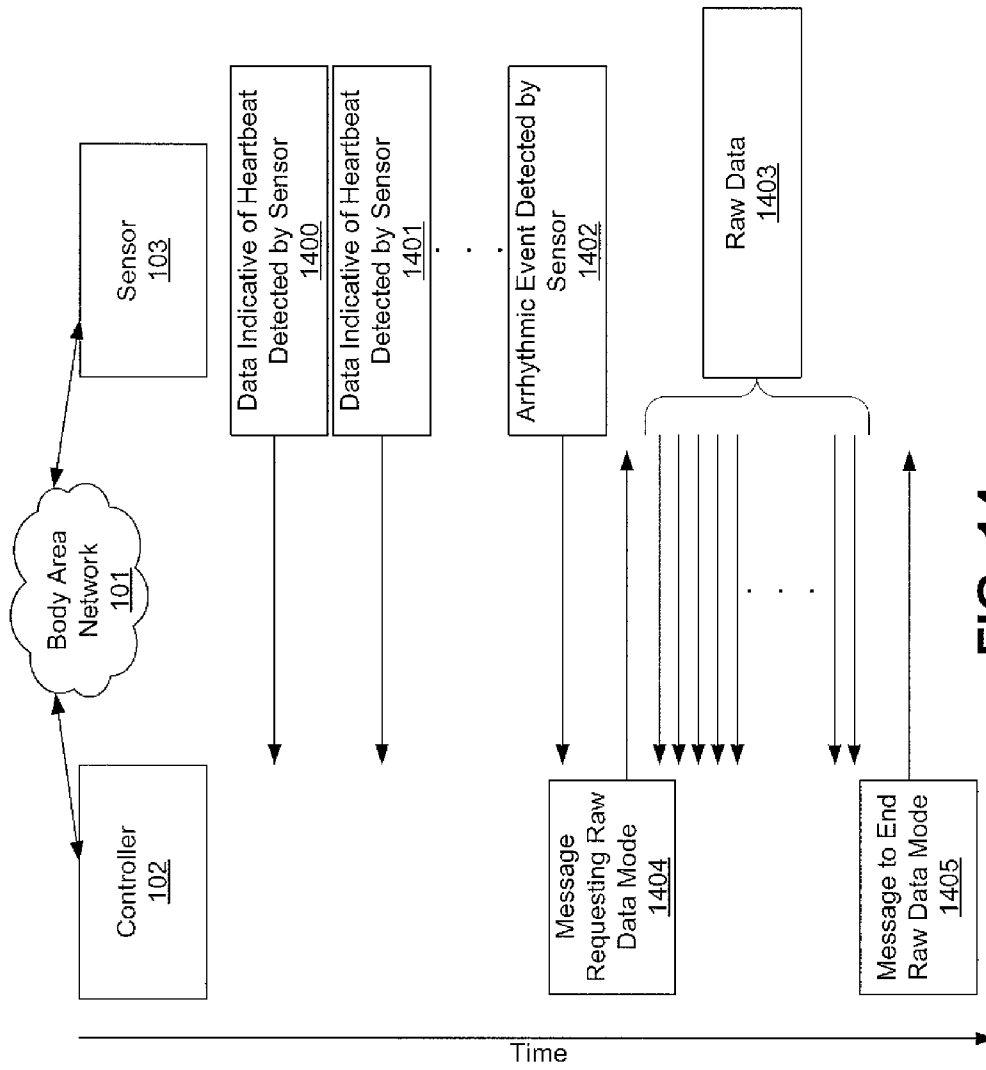 Body Area
Network
101
Controller
102
Sensor
103
Data Indicative of Heartbeat
Detected by Sensor
1400
Data Indicative of Heartbeat
Detected by Sensor
1401
Arrhythmic Event Detected by
Sensor
1402
Message
Requesting Raw
Data Mode
1404
Raw Data
1403
Message to End
Raw Data Mode
1405
Time